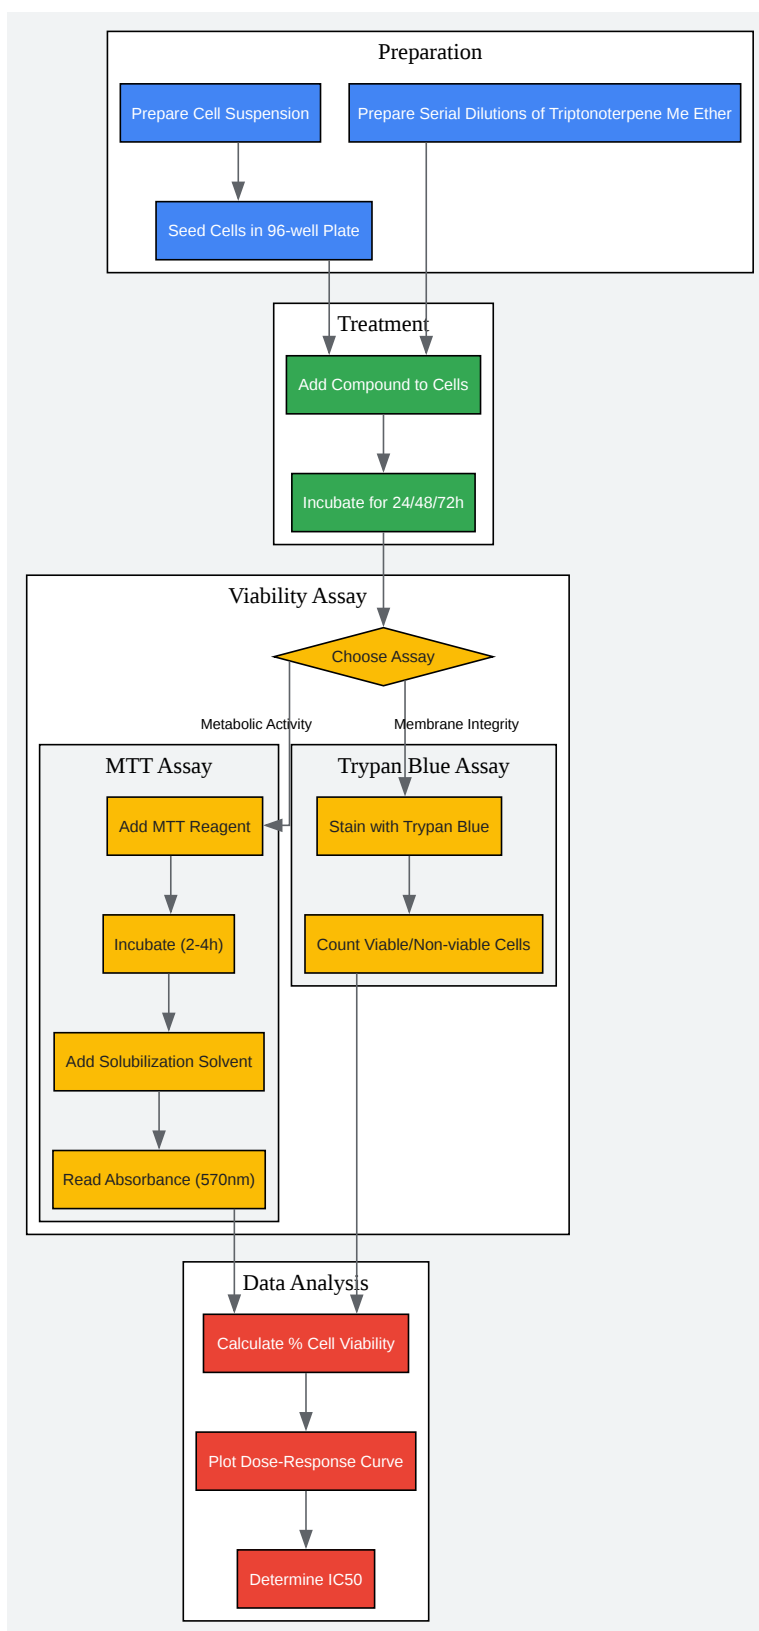 Preparation
Prepare Cell Suspension
Prepare Serial Dilutions of Triptonoterpene Me Ether
Seed Cells in 96-well Plate
Treatment
Add Compound to Cells
Incubate for 24/48/72h
Viability Assay
Choose Assay
Metabolic Activity
Membrane Integrity
MTT Assay
Trypan Blue Assay
Add MTT Reagent
Stain with Trypan Blue
Incubate (2-4h)
Count Viable/Non-viable Cells
Add Solubilization Solvent
Read Absorbance (570nm)
Data Analysis
Calculate % Cell Viability
Plot Dose-Response Curve
Determine IC50